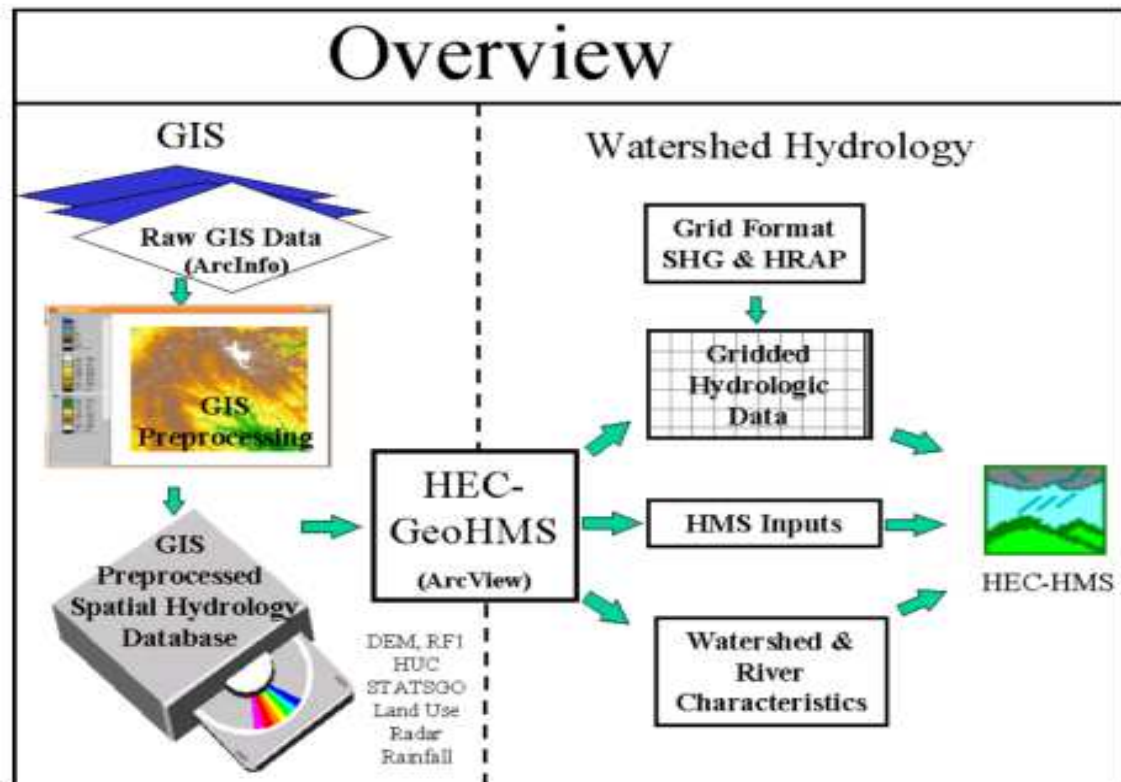 Overview
GIS
Raw GIS Data
(ArcInfo)
GIS
Preprocessing
GIS
Preprocessed
Spatial Hydrology
Database
DEM, RF1
HUC
STATSGO
Land Use
Radar
Rainfall
HEC-
GeoHMS
(ArcView)
Watershed Hydrology
Grid Format
SHG & HRAP
Gridded
Hydrologic
Data
HMS Inputs
Watershed &
River
Characteristics
HEC-HMS